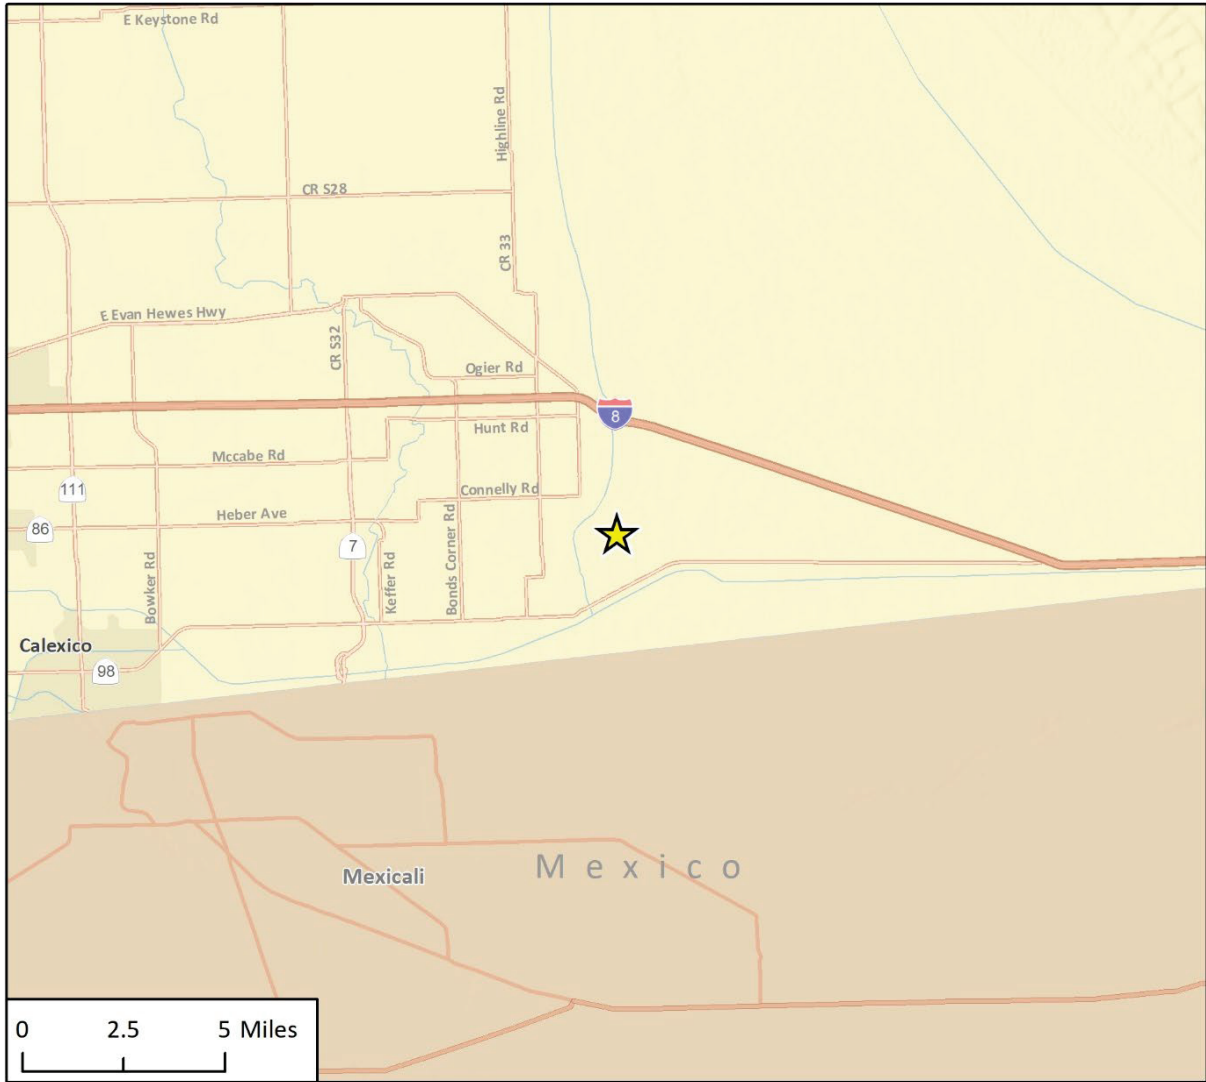 E Keystone Rd
Highline Rd
CR S28
CR 33
E Evan Hewes Hwy
CR S32
Ogier Rd
8
Hunt Rd
Mccabe Rd
111
Connelly Rd
Heber Ave
86
7
Bowker Rd
Keffer Rd
Bonds Corner Rd
Calexico
98
Mexico
Mexicali
0 2.5 5 Miles